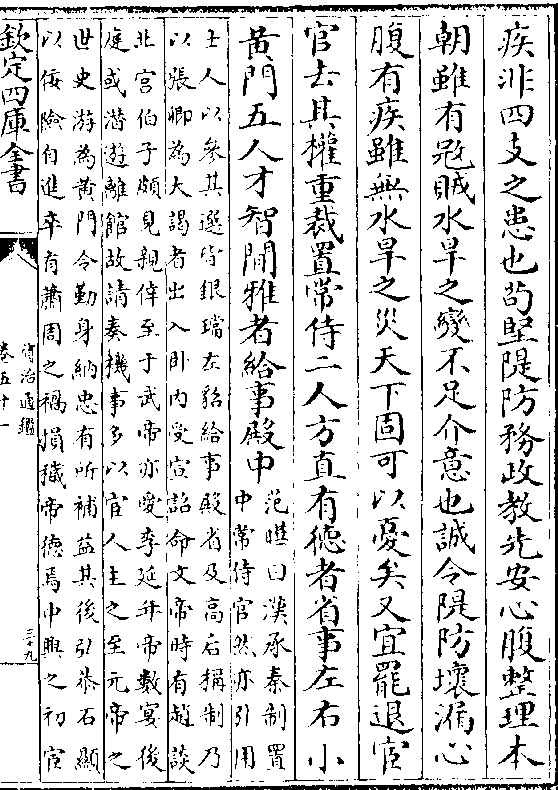 疾非四支之患也茍堅隄防務政教先安心腹整理本
朝雖有冦賊水旱之變不足介意也誠令隄防壞漏心
腹有疾雖無水旱之災天下固可以憂矣又宜罷退宦
官去其權重裁置常侍二人方直有德者省事左右小
黄門五人才智閒雅者給事殿中
范曄曰漢承秦制置
中常侍官然亦引用
士人以參其選皆銀璫左貂給事殿省及高后稱制乃
以張卿為大謁者出入卧内受宣詔命文帝時有趙談
北宫伯子頗見親倖至于武帝亦愛李延年帝數宴後
庭或潜遊離館故請奏機事多以宦人主之至元帝之
世史游為黄門令勤身納忠有所補益其後𢎞恭石顯
以佞險自進卒有蕭周之禍損穢帝德焉中興之初宦
欽定四庫全書
資治通鑑
卷五十一
三十九